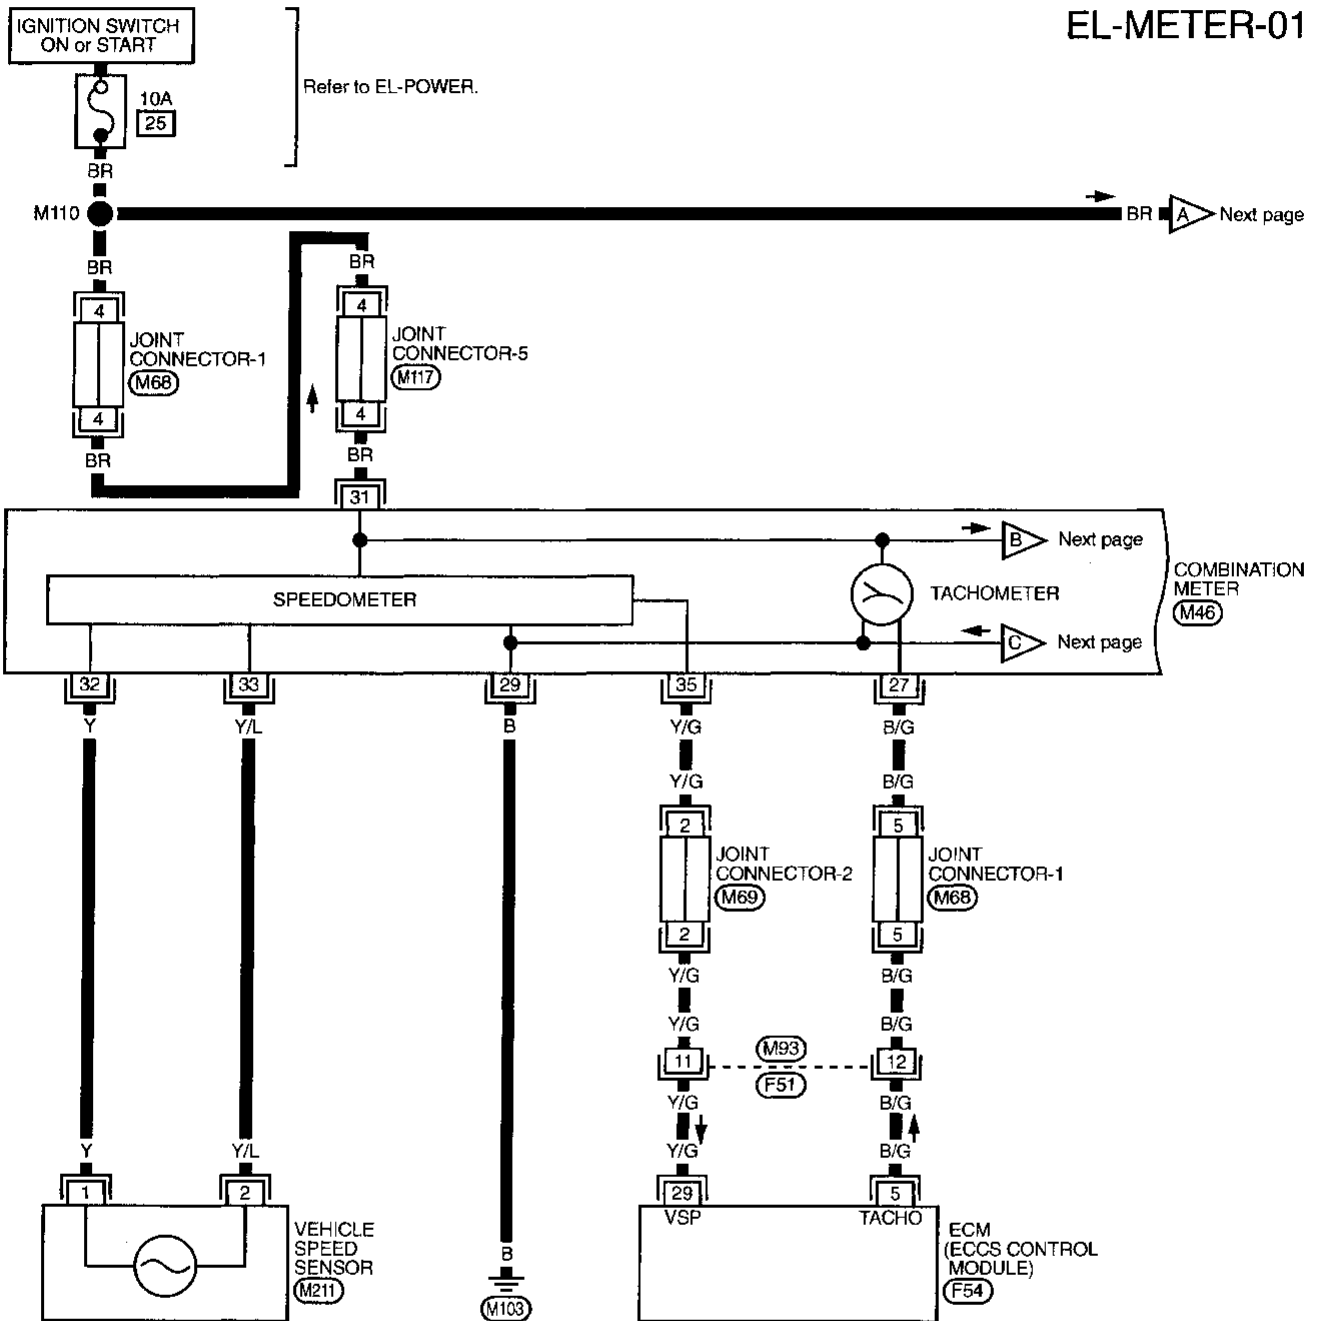 EL-METER-01
IGNITION SWITCH
ON or START
Refer to EL-POWER.
10A
25
BR
M110
BR
A
Next page
BR
BR
4
4
JOINT
CONNECTOR-1
M68
JOINT
CONNECTOR-5
M117
4
4
BR
BR
31
B
Next page
COMBINATION
METER
M46
SPEEDOMETER
TACHOMETER
C
Next page
32
33
29
35
27
Y
Y/L
B
Y/G
B/G
Y/G
B/G
2
5
JOINT
CONNECTOR-2
M69
JOINT
CONNECTOR-1
M68
2
5
Y/G
B/G
Y/G
B/G
11
M93
12
F51
Y/G
B/G
Y
Y/L
Y/G
B/G
1
2
29
5
VSP
TACHO
VEHICLE
SPEED
SENSOR
M211
B
M103
ECM
(ECCS CONTROL
MODULE)
F54